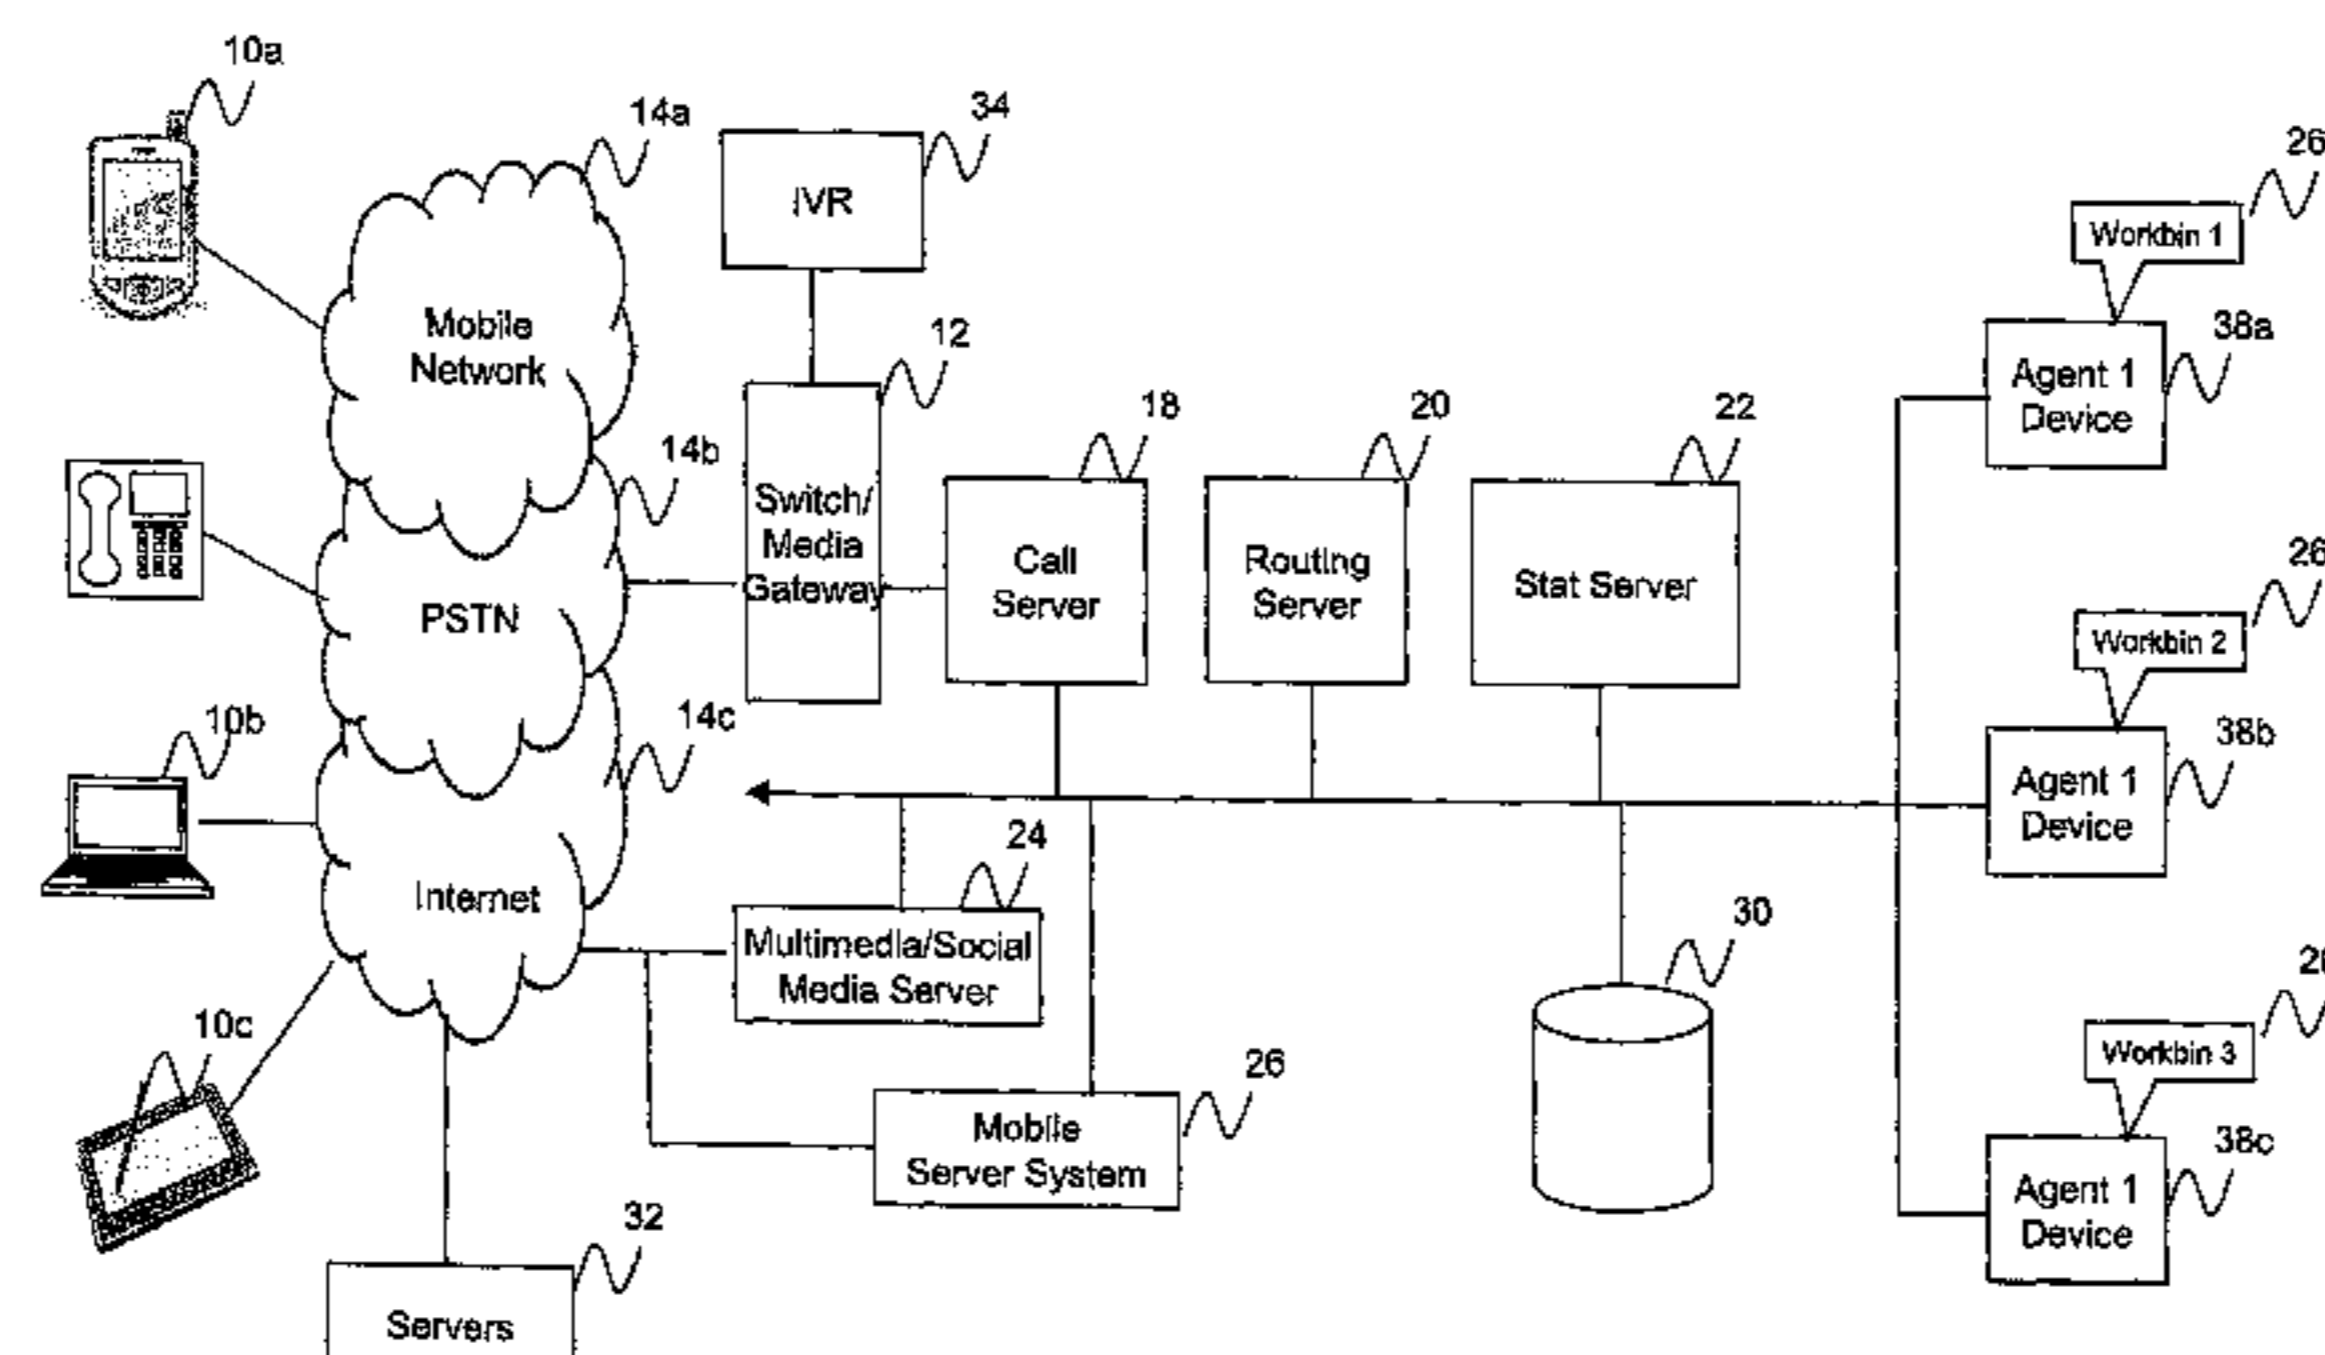 10a
14a
34
IVR
26
Workbin 1
Mobile
Network
12
38a
Agent 1
Device
18
20
22
14b
Switch/
Media
Gateway
Call
Server
Routing
Server
Stat Server
26
Workbin 2
PSTN
10b
14c
38b
Agent 1
Device
24
Internet
Multimedia/Social
Media Server
30
10c
26
Mobile
Server System
Workbin 3
38c
Agent 1
Device
32
Servers